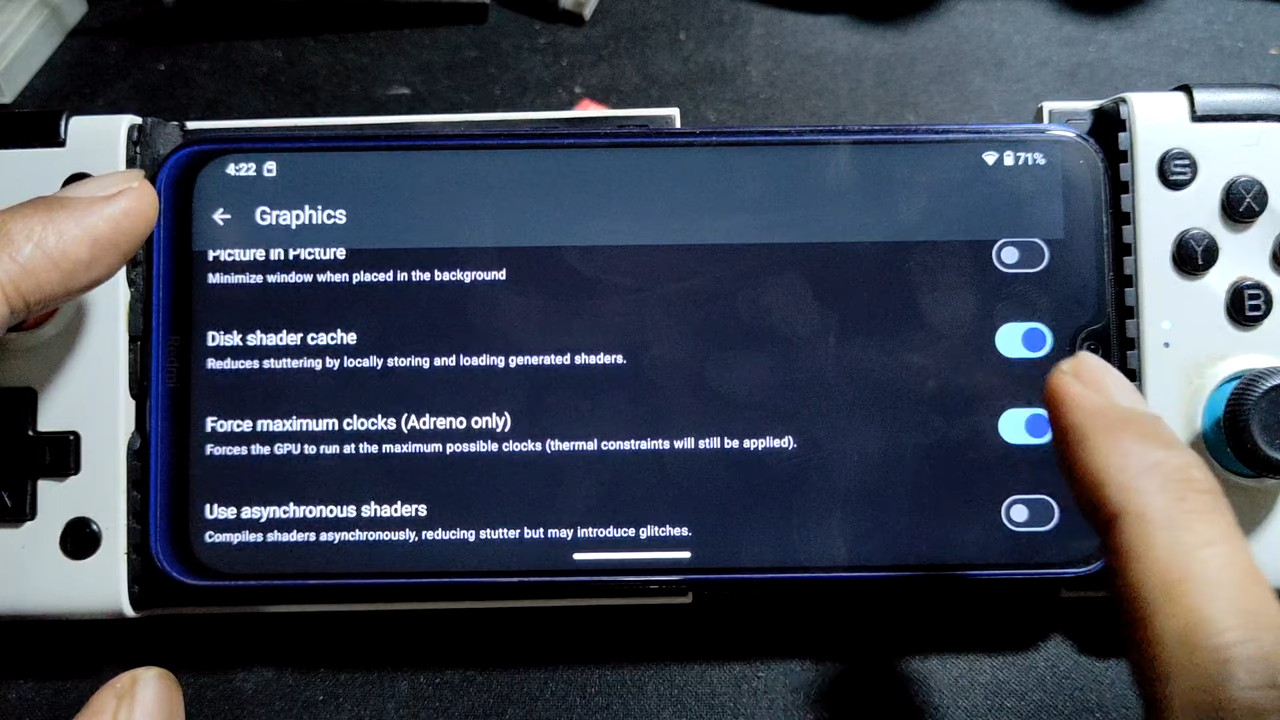 4:22
71%
Graphics
Picture in Picture
Minimize window when placed in the background
Disk shader cache
Reduces stuttering by locally storing and loading generated shaders.
Force maximum clocks (Adreno only)
Forces the GPU to run at the maximum possible clocks (thermal constraints will still be applied).
Use asynchronous shaders
Compiles shaders asynchronously, reducing stutter but may introduce glitches.
Redmi
S
X
Y
B